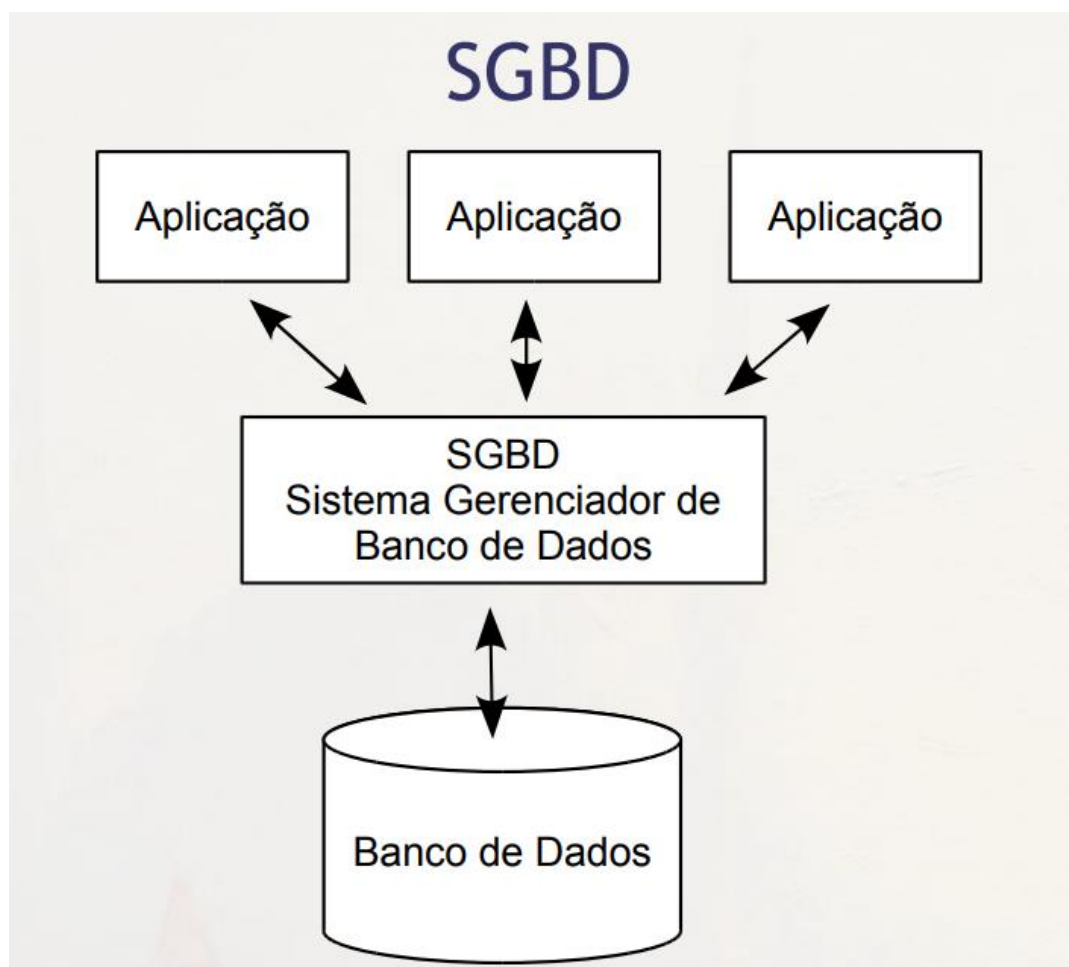 SGBD
Aplicação
Aplicação
Aplicação
SGBD
Sistema Gerenciador de
Banco de Dados
Banco de Dados